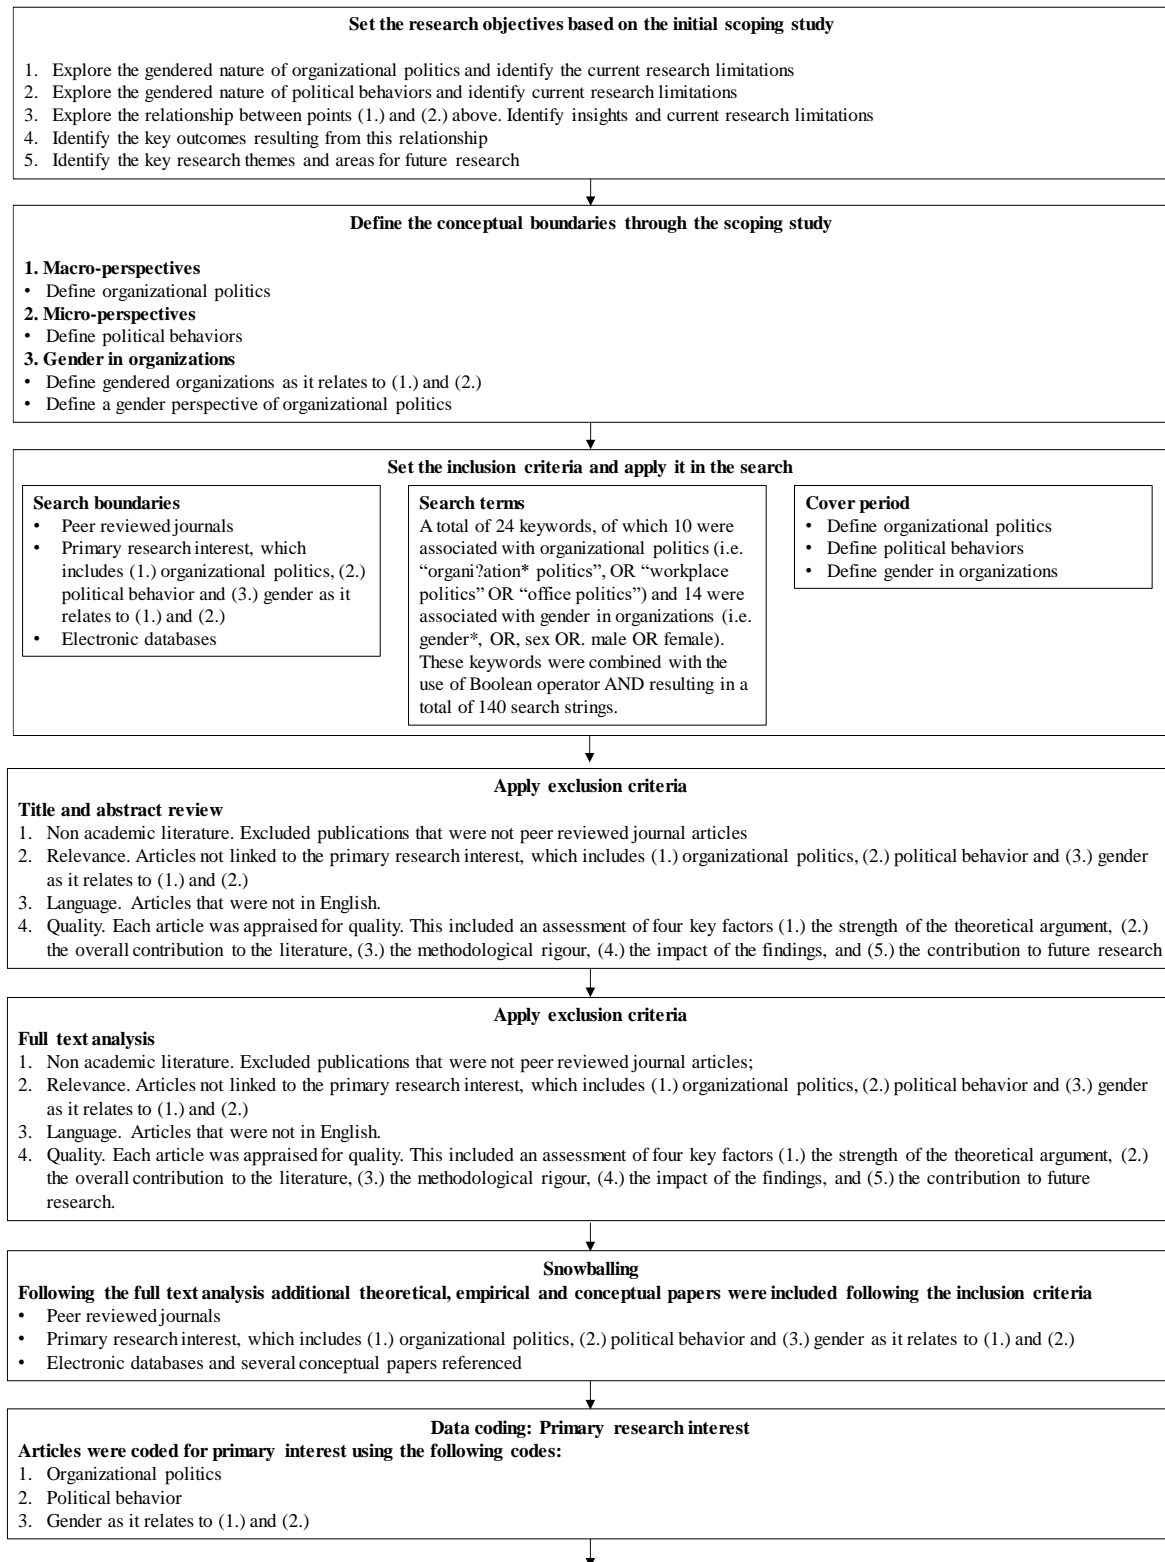 Set the research objectives based on the initial scoping study
1. Explore the gendered nature of organizational politics and identify the current research limitations
2. Explore the gendered nature of political behaviors and identify current research limitations
3. Explore the relationship between points (1.) and (2.) above. Identify insights and current research limitations
4. Identify the key outcomes resulting from this relationship
5. Identify the key research themes and areas for future research
Define the conceptual boundaries through the scoping study
1. Macro-perspectives
• Define organizational politics
2. Micro-perspectives
• Define political behaviors
3. Gender in organizations
• Define gendered organizations as it relates to (1.) and (2.)
• Define a gender perspective of organizational politics
Set the inclusion criteria and apply it in the search
Search boundaries
• Peer reviewed journals
• Primary research interest, which
includes (1.) organizational politics, (2.)
political behavior and (3.) gender as it
relates to (1.) and (2.)
• Electronic databases
Search terms
A total of 24 keywords, of which 10 were
associated with organizational politics (i.e.
“organi?ation* politics”, OR “workplace
politics” OR “office politics”) and 14 were
associated with gender in organizations (i.e.
gender*, OR, sex OR. male OR female).
These keywords were combined with the
use of Boolean operator AND resulting in a
total of 140 search strings.
Cover period
• Define organizational politics
• Define political behaviors
• Define gender in organizations
Apply exclusion criteria
Title and abstract review
1. Non academic literature. Excluded publications that were not peer reviewed journal articles
2. Relevance. Articles not linked to the primary research interest, which includes (1.) organizational politics, (2.) political behavior and (3.) gender
as it relates to (1.) and (2.)
3. Language. Articles that were not in English.
4. Quality. Each article was appraised for quality. This included an assessment of four key factors (1.) the strength of the theoretical argument, (2.)
the overall contribution to the literature, (3.) the methodological rigour, (4.) the impact of the findings, and (5.) the contribution to future research
Apply exclusion criteria
Full text analysis
1. Non academic literature. Excluded publications that were not peer reviewed journal articles;
2. Relevance. Articles not linked to the primary research interest, which includes (1.) organizational politics, (2.) political behavior and (3.) gender
as it relates to (1.) and (2.)
3. Language. Articles that were not in English.
4. Quality. Each article was appraised for quality. This included an assessment of four key factors (1.) the strength of the theoretical argument, (2.)
the overall contribution to the literature, (3.) the methodological rigour, (4.) the impact of the findings, and (5.) the contribution to future
research.
Snowballing
Following the full text analysis additional theoretical, empirical and conceptual papers were included following the inclusion criteria
• Peer reviewed journals
• Primary research interest, which includes (1.) organizational politics, (2.) political behavior and (3.) gender as it relates to (1.) and (2.)
• Electronic databases and several conceptual papers referenced
Data coding: Primary research interest
Articles were coded for primary interest using the following codes:
1. Organizational politics
2. Political behavior
3. Gender as it relates to (1.) and (2.)